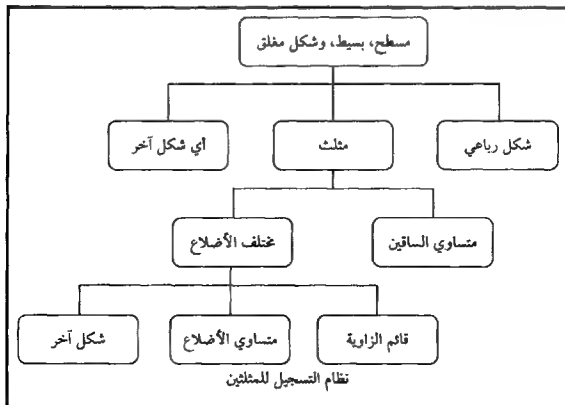 مسطح، بسيط، وشكل مغلق
شكل رباعي
مثلث
أي شكل آخر
متساوي الساقين
مختلف الأضلاع
قائم الزاوية
متساوي الأضلاع
شكل آخر
نظام التسجيل للمثلثين